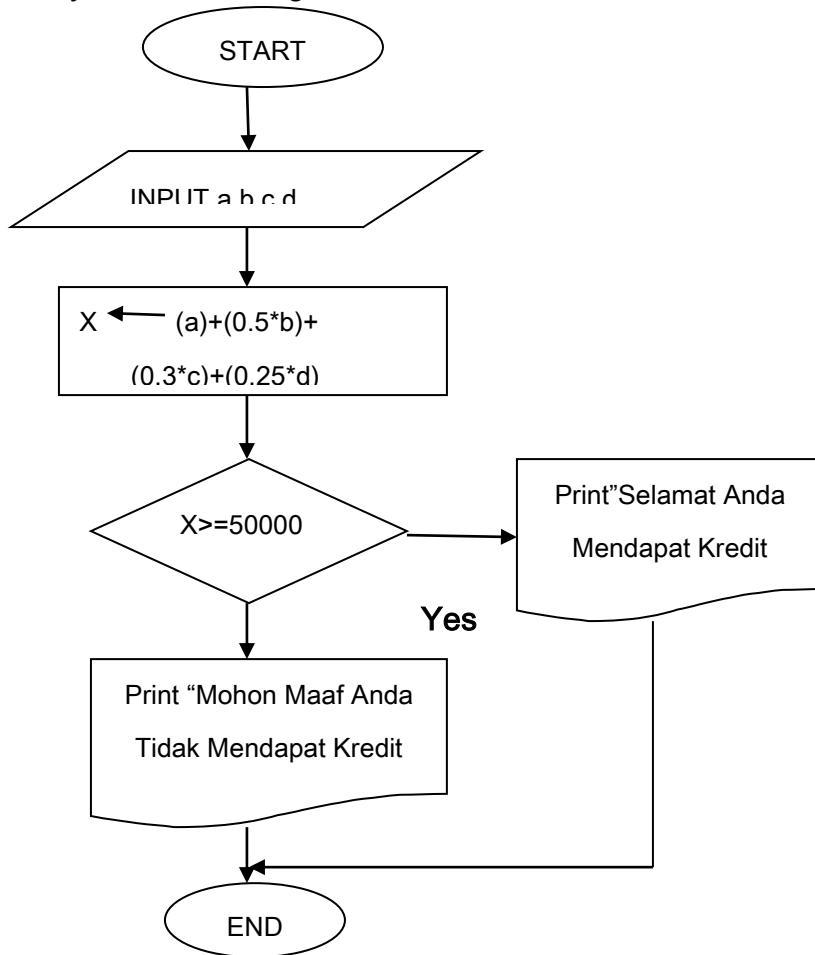 START
INPUT a,b,c,d
X (a)+(0.5*b)+
(0.3*c)+(0.25*d)
X>=50000
Print"Selamat Anda
Mendapat Kredit
Yes
Print “Mohon Maaf Anda
Tidak Mendapat Kredit
END